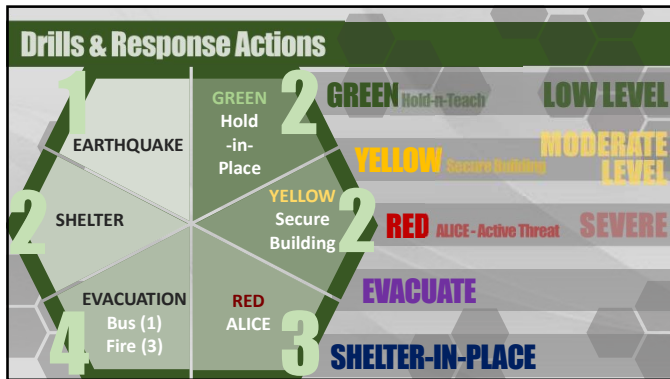 Drills & Response Actions
1
EARTHQUAKE
GREEN
Hold
-in-
Place
2
SHELTER
2
YELLOW
Secure
Building
2
EVACUATION
Bus (1)
Fire (3)
4
RED
ALICE
3
GREEN Hold-n-Teach LOW LEVEL
YELLOW Secure Building MODERATE
LEVEL
RED ALICE - Active Threat SEVERE
EVACUATE
SHELTER-IN-PLACE